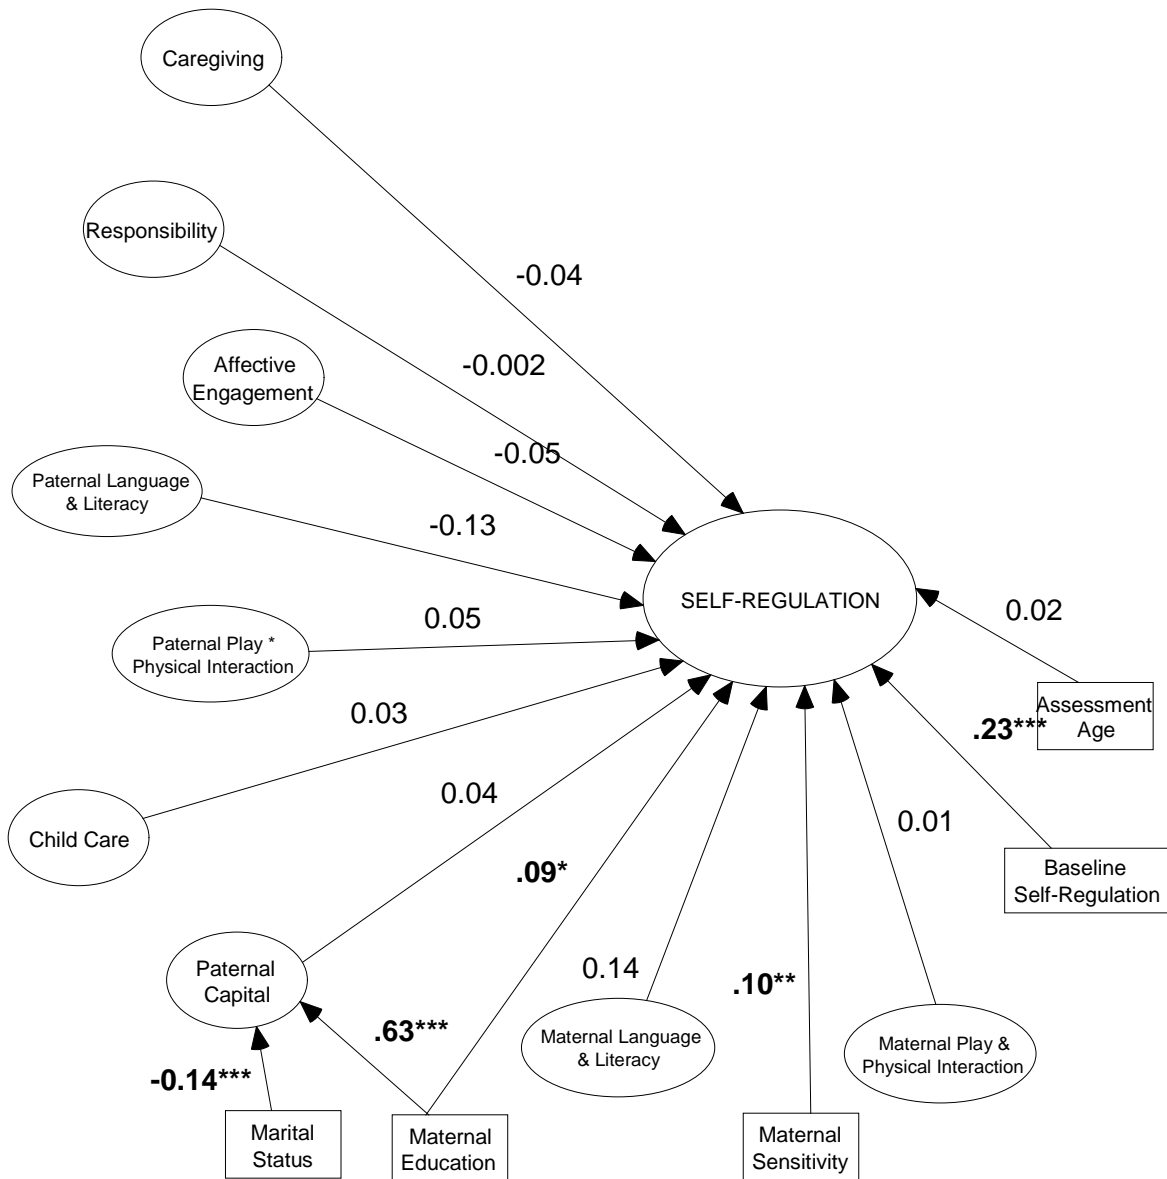 Caregiving
Responsibility
-0.04
Affective
Engagement
-0.002
-0.05
Paternal Language
& Literacy
-0.13
SELF-REGULATION
0.02
Paternal Play *
Physical Interaction
0.05
Assessment
Age
.23***
0.03
0.04
Child Care
0.01
.09*
Baseline
Self-Regulation
Paternal
Capital
0.14
.10**
.63***
Maternal Language
& Literacy
Maternal Play &
Physical Interaction
-0.14***
Marital
Status
Maternal
Education
Maternal
Sensitivity